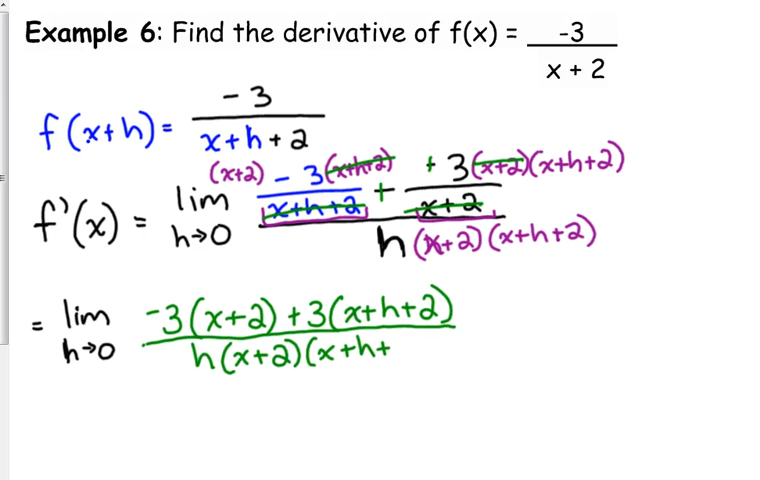 Example 6: Find the derivative of f(x) = -3
x + 2
f(x+h) = -3
x+h+2
(x+2) -3(x+h+2) + +3(x+2)(x+h+2)
x+h+2 x+2
f'(x) = lim
h→0
h(x+2)(x+h+2)
= lim -3(x+2)+3(x+h+2)
h→0 h(x+2)(x+h+